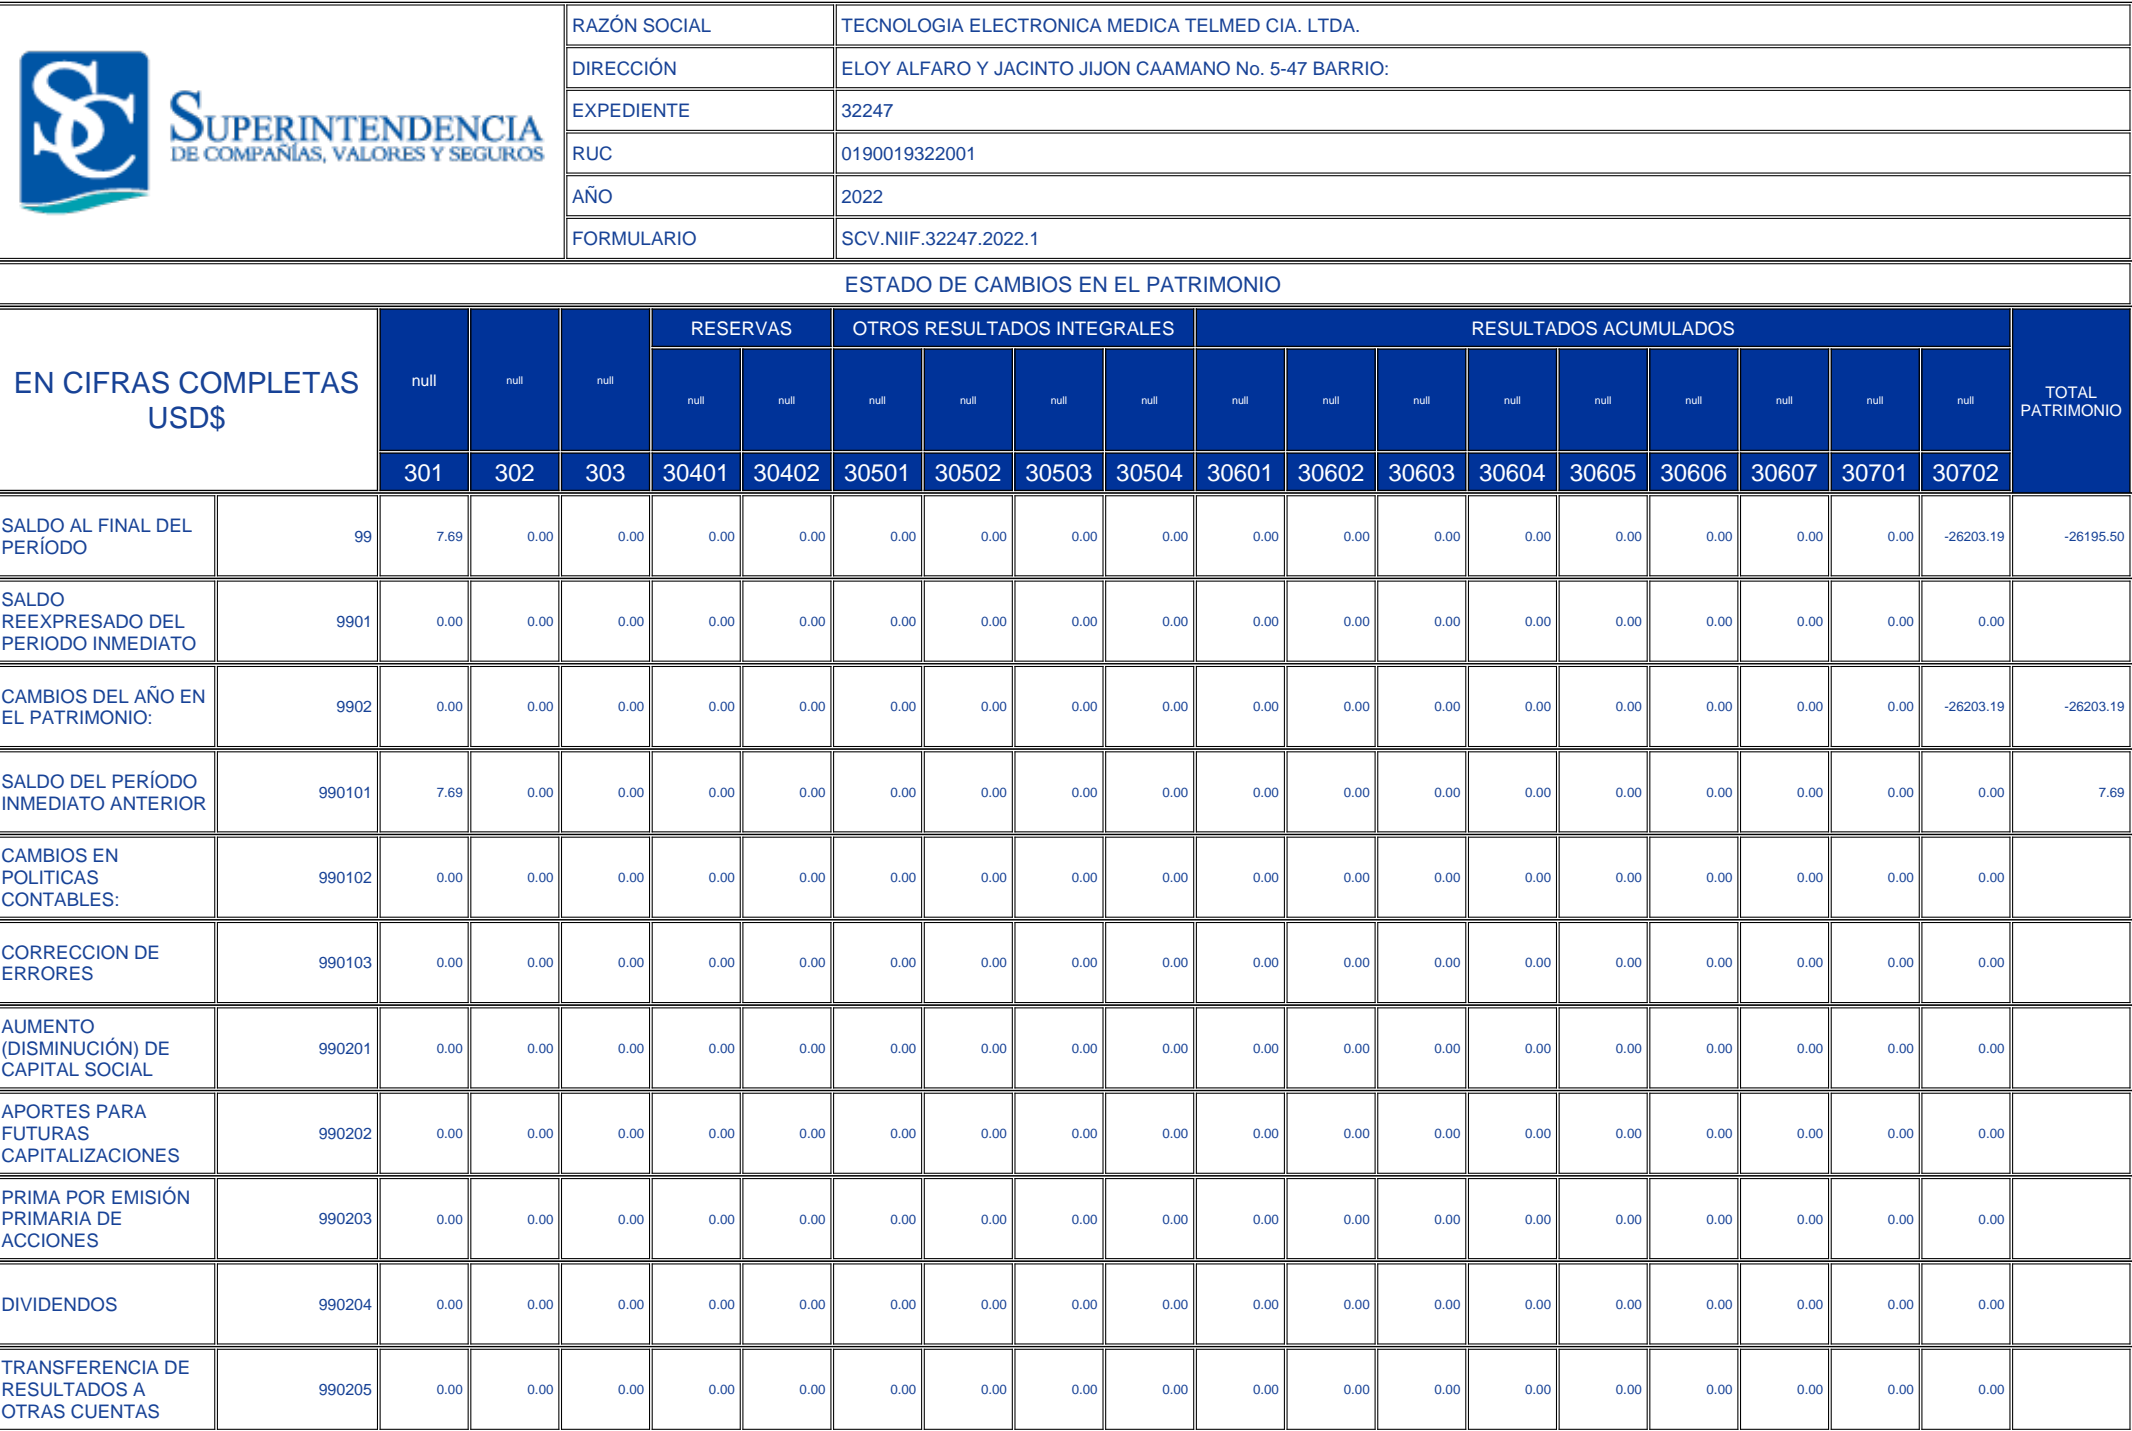 SUPERINTENDENCIA
DE COMPAÑÍAS, VALORES Y SEGUROS
RAZÓN SOCIAL TECNOLOGIA ELECTRONICA MEDICA TELMED CIA. LTDA.
DIRECCIÓN ELOY ALFARO Y JACINTO JIJON CAAMANO No. 5-47 BARRIO:
EXPEDIENTE 32247
RUC 0190019322001
AÑO 2022
FORMULARIO SCV.NIIF.32247.2022.1
ESTADO DE CAMBIOS EN EL PATRIMONIO
EN CIFRAS COMPLETAS
USD$
RESERVAS OTROS RESULTADOS INTEGRALES RESULTADOS ACUMULADOS
null null null null null null null null null null null null null null null null null null
TOTAL
PATRIMONIO
301 302 303 30401 30402 30501 30502 30503 30504 30601 30602 30603 30604 30605 30606 30607 30701 30702
SALDO AL FINAL DEL
PERÍODO
99 7.69 0.00 0.00 0.00 0.00 0.00 0.00 0.00 0.00 0.00 0.00 0.00 0.00 0.00 0.00 0.00 0.00 -26203.19 -26195.50
SALDO
REEXPRESADO DEL
PERIODO INMEDIATO
9901 0.00 0.00 0.00 0.00 0.00 0.00 0.00 0.00 0.00 0.00 0.00 0.00 0.00 0.00 0.00 0.00 0.00 0.00
CAMBIOS DEL AÑO EN
EL PATRIMONIO:
9902 0.00 0.00 0.00 0.00 0.00 0.00 0.00 0.00 0.00 0.00 0.00 0.00 0.00 0.00 0.00 0.00 0.00 -26203.19 -26203.19
SALDO DEL PERÍODO
INMEDIATO ANTERIOR
990101 7.69 0.00 0.00 0.00 0.00 0.00 0.00 0.00 0.00 0.00 0.00 0.00 0.00 0.00 0.00 0.00 0.00 0.00 7.69
CAMBIOS EN
POLITICAS
CONTABLES:
990102 0.00 0.00 0.00 0.00 0.00 0.00 0.00 0.00 0.00 0.00 0.00 0.00 0.00 0.00 0.00 0.00 0.00 0.00
CORRECCION DE
ERRORES
990103 0.00 0.00 0.00 0.00 0.00 0.00 0.00 0.00 0.00 0.00 0.00 0.00 0.00 0.00 0.00 0.00 0.00 0.00
AUMENTO
(DISMINUCIÓN) DE
CAPITAL SOCIAL
990201 0.00 0.00 0.00 0.00 0.00 0.00 0.00 0.00 0.00 0.00 0.00 0.00 0.00 0.00 0.00 0.00 0.00 0.00
APORTES PARA
FUTURAS
CAPITALIZACIONES
990202 0.00 0.00 0.00 0.00 0.00 0.00 0.00 0.00 0.00 0.00 0.00 0.00 0.00 0.00 0.00 0.00 0.00 0.00
PRIMA POR EMISIÓN
PRIMARIA DE
ACCIONES
990203 0.00 0.00 0.00 0.00 0.00 0.00 0.00 0.00 0.00 0.00 0.00 0.00 0.00 0.00 0.00 0.00 0.00 0.00
DIVIDENDOS
990204 0.00 0.00 0.00 0.00 0.00 0.00 0.00 0.00 0.00 0.00 0.00 0.00 0.00 0.00 0.00 0.00 0.00 0.00
TRANSFERENCIA DE
RESULTADOS A
OTRAS CUENTAS
990205 0.00 0.00 0.00 0.00 0.00 0.00 0.00 0.00 0.00 0.00 0.00 0.00 0.00 0.00 0.00 0.00 0.00 0.00